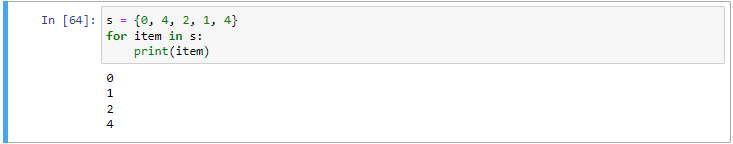 In [64]: s = {0, 4, 2, 1, 4}
for item in s:
    print(item)
0
1
2
4